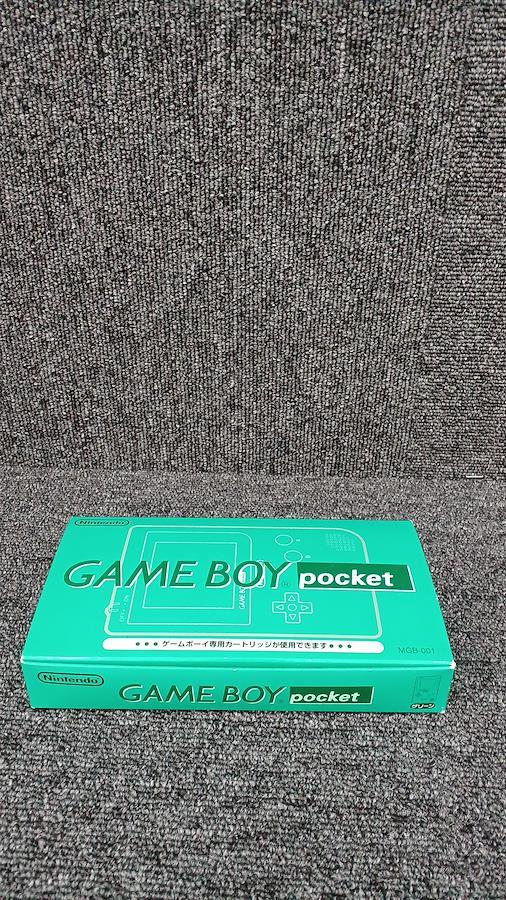 Nintendo
GAME BOY® pocket
●●●ゲームボーイ専用カートリッジが使用できます●●●
MGB-001
Nintendo
GAME BOY pocket
グリーン